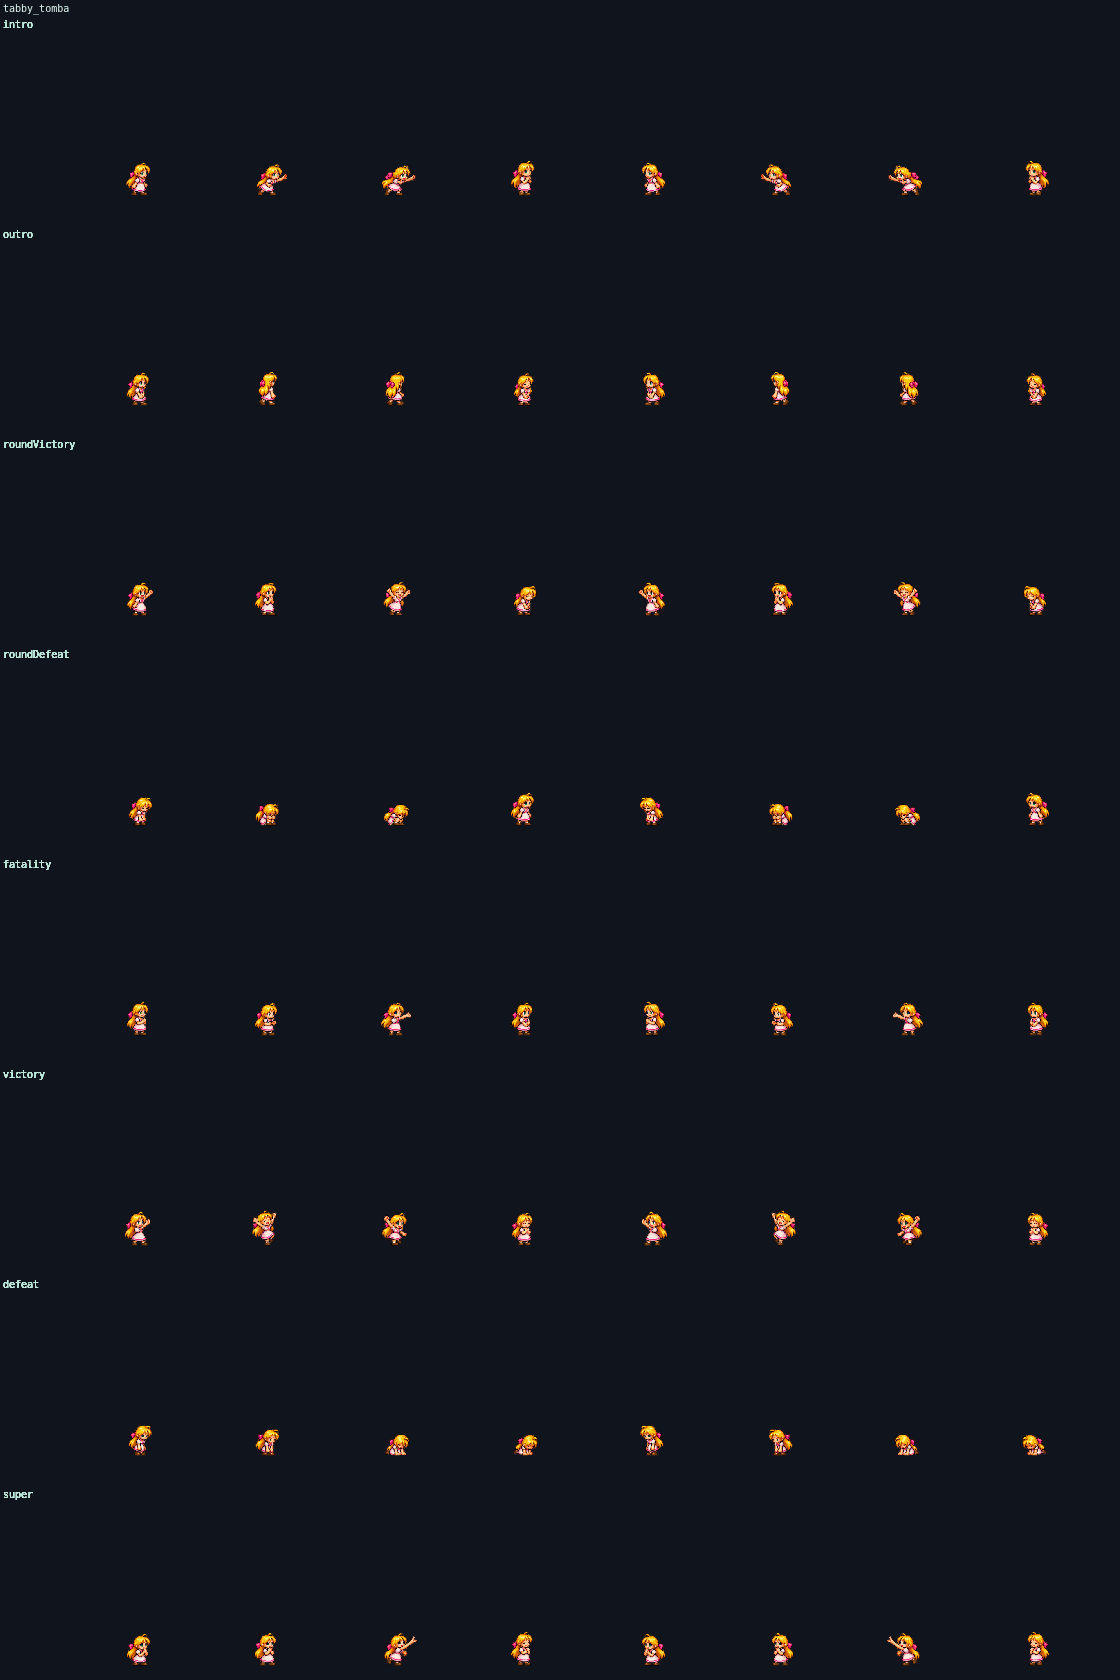 tabby_tomba
intro
outro
roundVictory
roundDefeat
fatality
victory
defeat
super